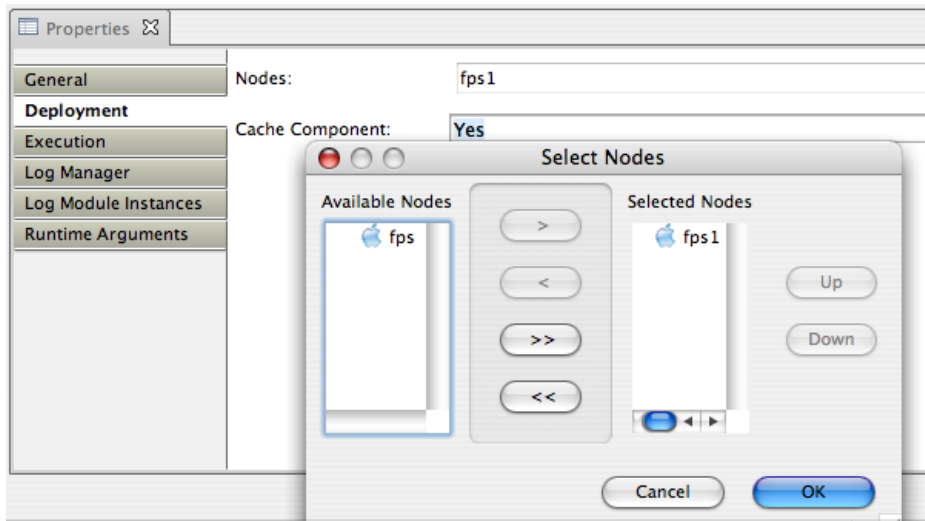 Properties
General
Deployment
Execution
Log Manager
Log Module Instances
Runtime Arguments
Nodes:
fps1
Cache Component:
Yes
Select Nodes
Available Nodes
fps
>
<
>>
<<
Selected Nodes
fps1
Up
Down
Cancel
OK